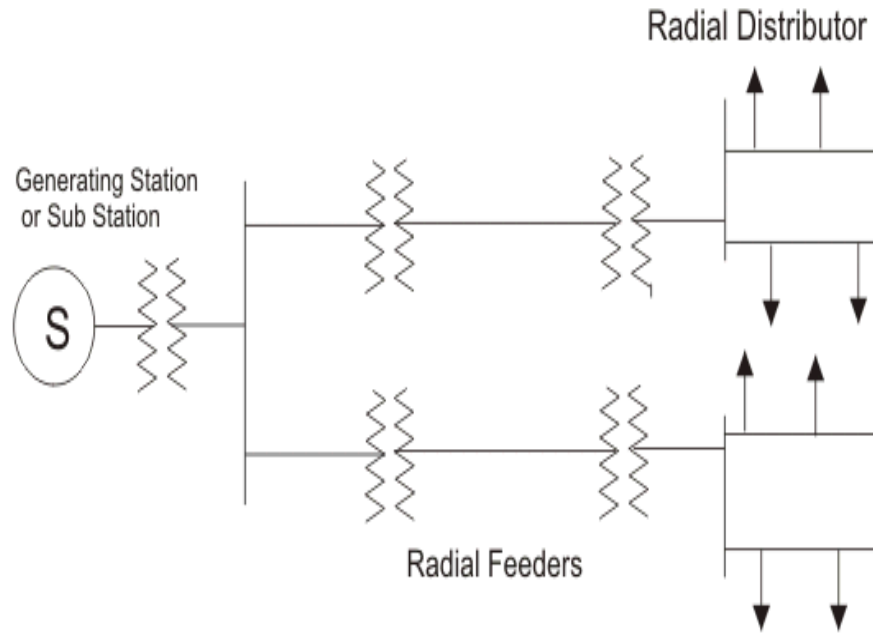 Radial Distributor
Generating Station
or Sub Station
S
Radial Feeders